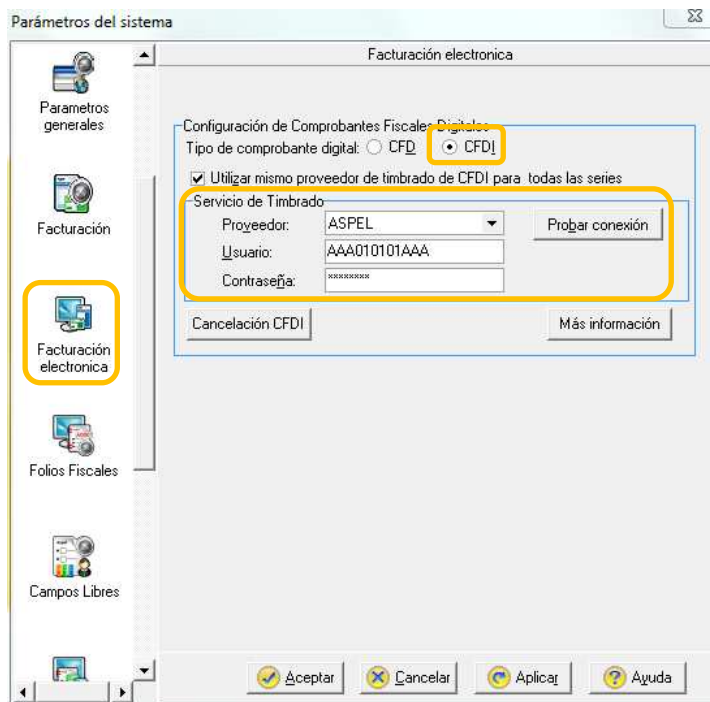 Parámetros del sistema
Facturación electronica
Parametros
generales
Facturación
Facturación
electronica
Folios Fiscales
Campos Libres
Configuración de Comprobantes Fiscales Digitales
Tipo de comprobante digital: CFD CFDI
Utilizar mismo proveedor de timbrado de CFDI para todas las series
Servicio de Timbrado
Proveedor: ASPEL Probar conexión
Usuario: AAA010101AAA
Contraseña: ********
Cancelación CFDI Más información
Aceptar Cancelar Aplicar Ayuda